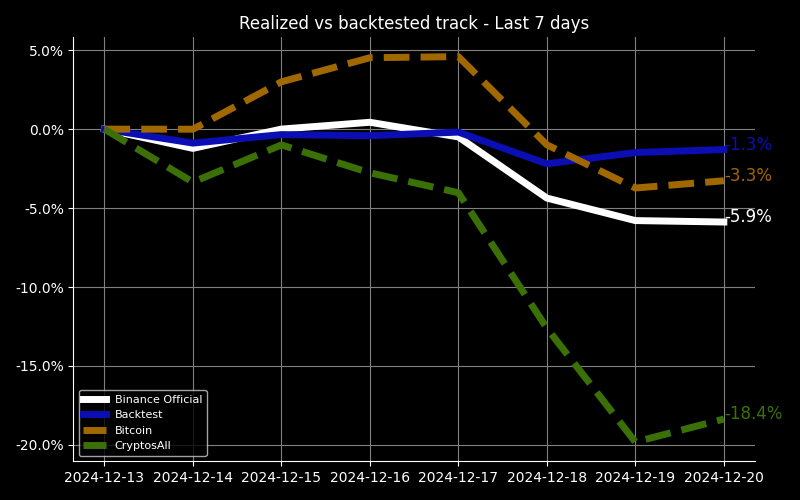 Realized vs backtested track - Last 7 days
5.0%
0.0%
-5.0%
-10.0%
-15.0%
-20.0%
-1.3%
-3.3%
-5.9%
-18.4%
Binance Official
Backtest
Bitcoin
CryptosAll
2024-12-13 2024-12-14 2024-12-15 2024-12-16 2024-12-17 2024-12-18 2024-12-19 2024-12-20